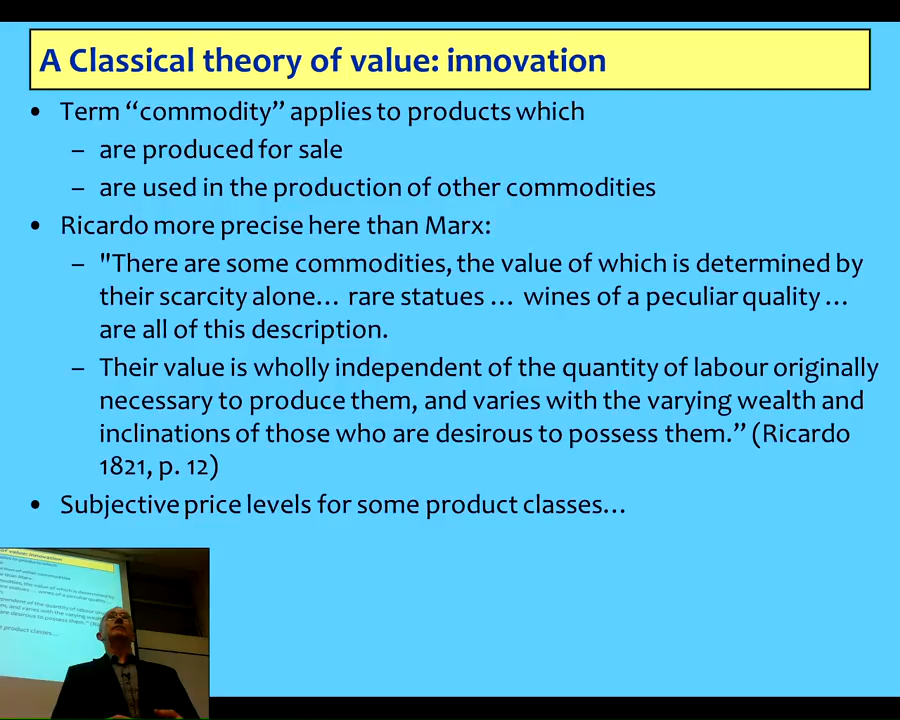 A Classical theory of value: innovation
• Term “commodity” applies to products which
– are produced for sale
– are used in the production of other commodities
• Ricardo more precise here than Marx:
– "There are some commodities, the value of which is determined by
their scarcity alone… rare statues … wines of a peculiar quality …
are all of this description.
– Their value is wholly independent of the quantity of labour originally
necessary to produce them, and varies with the varying wealth and
inclinations of those who are desirous to possess them.” (Ricardo
1821, p. 12)
• Subjective price levels for some product classes…
of value: innovation
product classes…